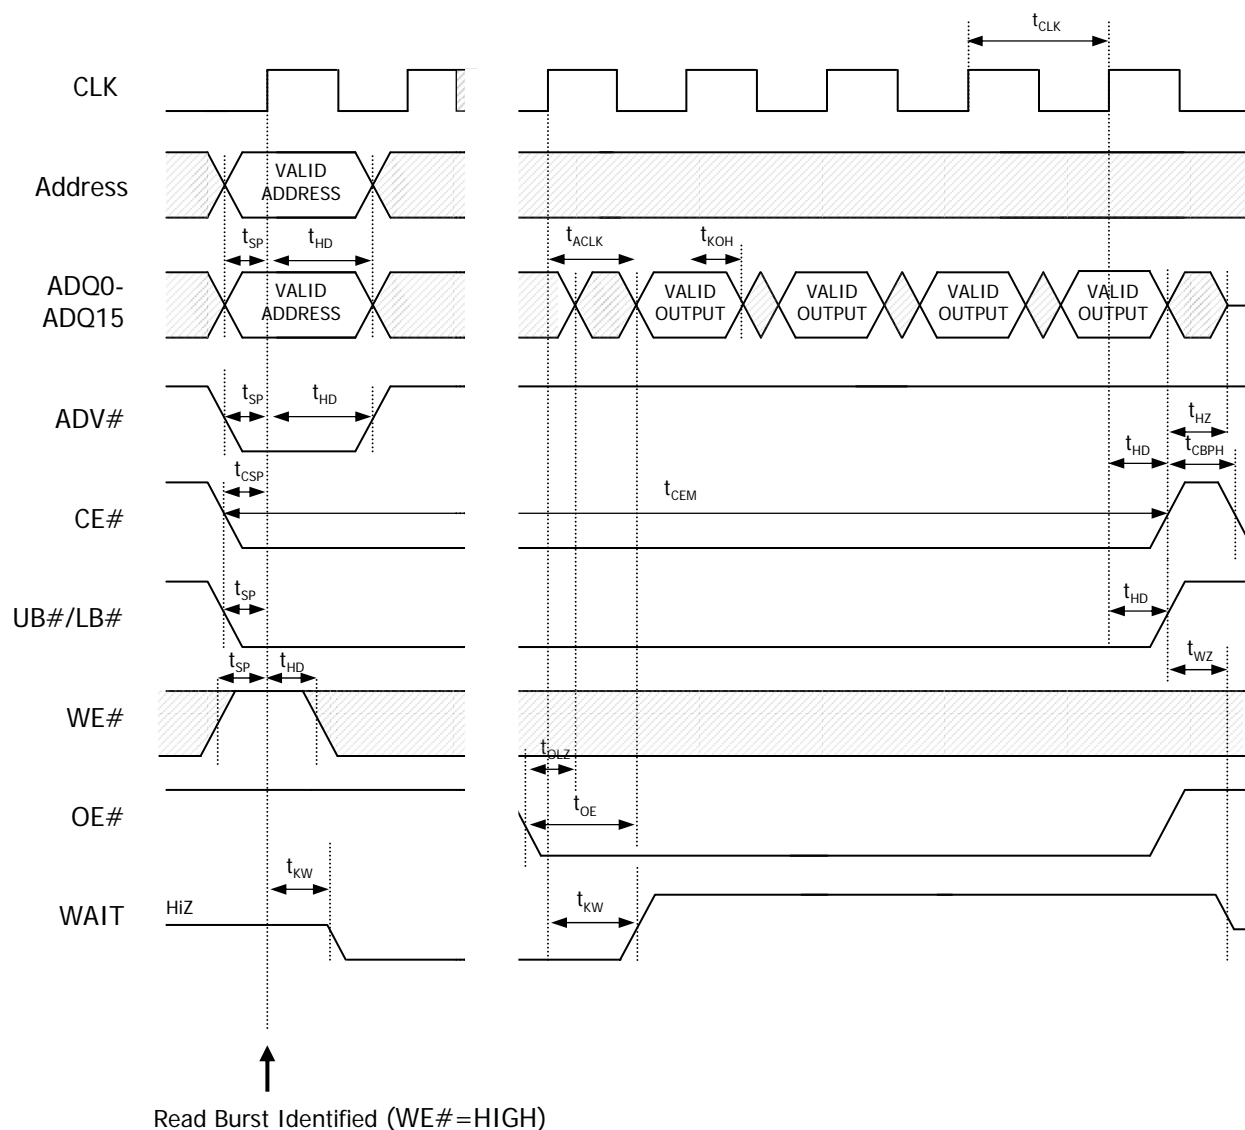 tCLK
CLK
Address
VALID
ADDRESS
tSP
tHD
tACLK
tKOH
ADQ0-
ADQ15
VALID
ADDRESS
VALID
OUTPUT
VALID
OUTPUT
VALID
OUTPUT
VALID
OUTPUT
ADV#
tSP
tHD
tHZ
tHD
tCBPH
CE#
tCSP
tCEM
UB#/LB#
tSP
tHD
tWZ
WE#
tSP
tHD
tOLZ
OE#
tOE
WAIT
HiZ
tKW
tKW
Read Burst Identified (WE#=HIGH)